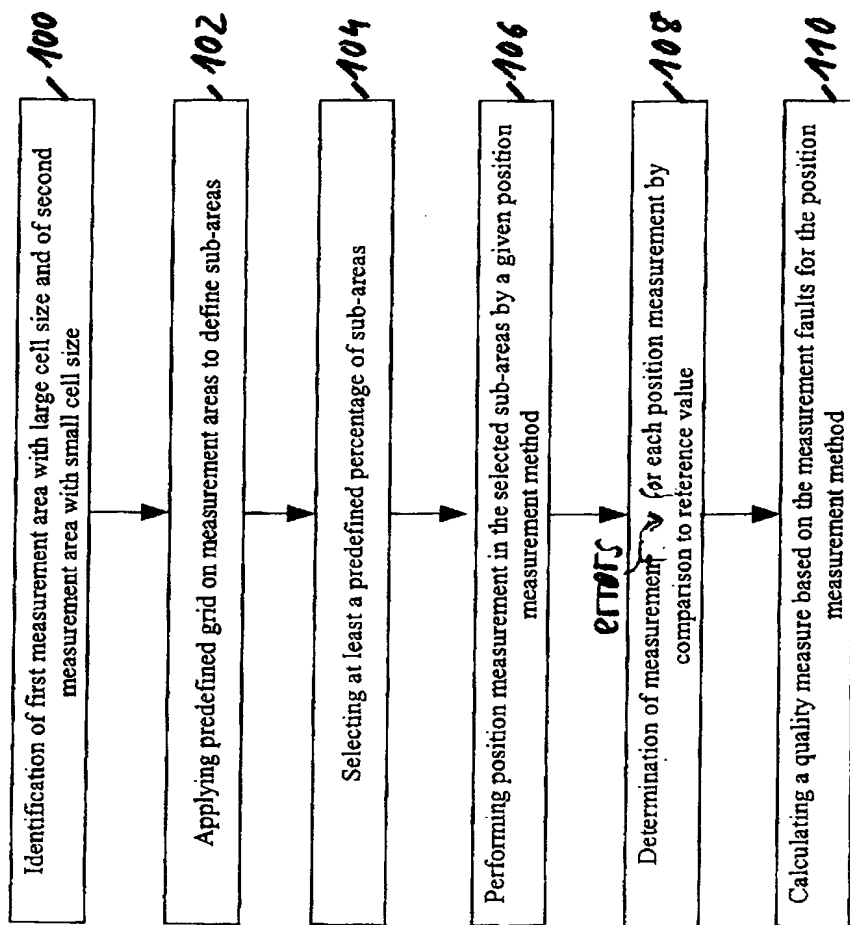 100
Identification of first measurement area with large cell size and of second
measurement area with small cell size
102
Applying predefined grid on measurement areas to define sub-areas
104
Selecting at least a predefined percentage of sub-areas
106
Performing position measurement in the selected sub-areas by a given position
measurement method
108
errors
Determination of measurement for each position measurement by
comparison to reference value
110
Calculating a quality measure based on the measurement faults for the position
measurement method